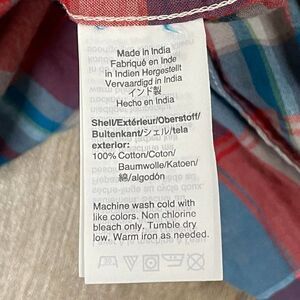 Made in India
Fabriqué en Inde
in Indien Hergestellt
Vervaardigd in India
インド製
Hecho en India
Shell/Extérieur/Oberstoff/
Buitenkant/シェル/tela
exterior:
100% Cotton/Coton/
Baumwolle/Katoen/
綿/algodón
Machine wash cold with
like colors. Non chlorine
bleach only. Tumble dry
low. Warm iron as needed.